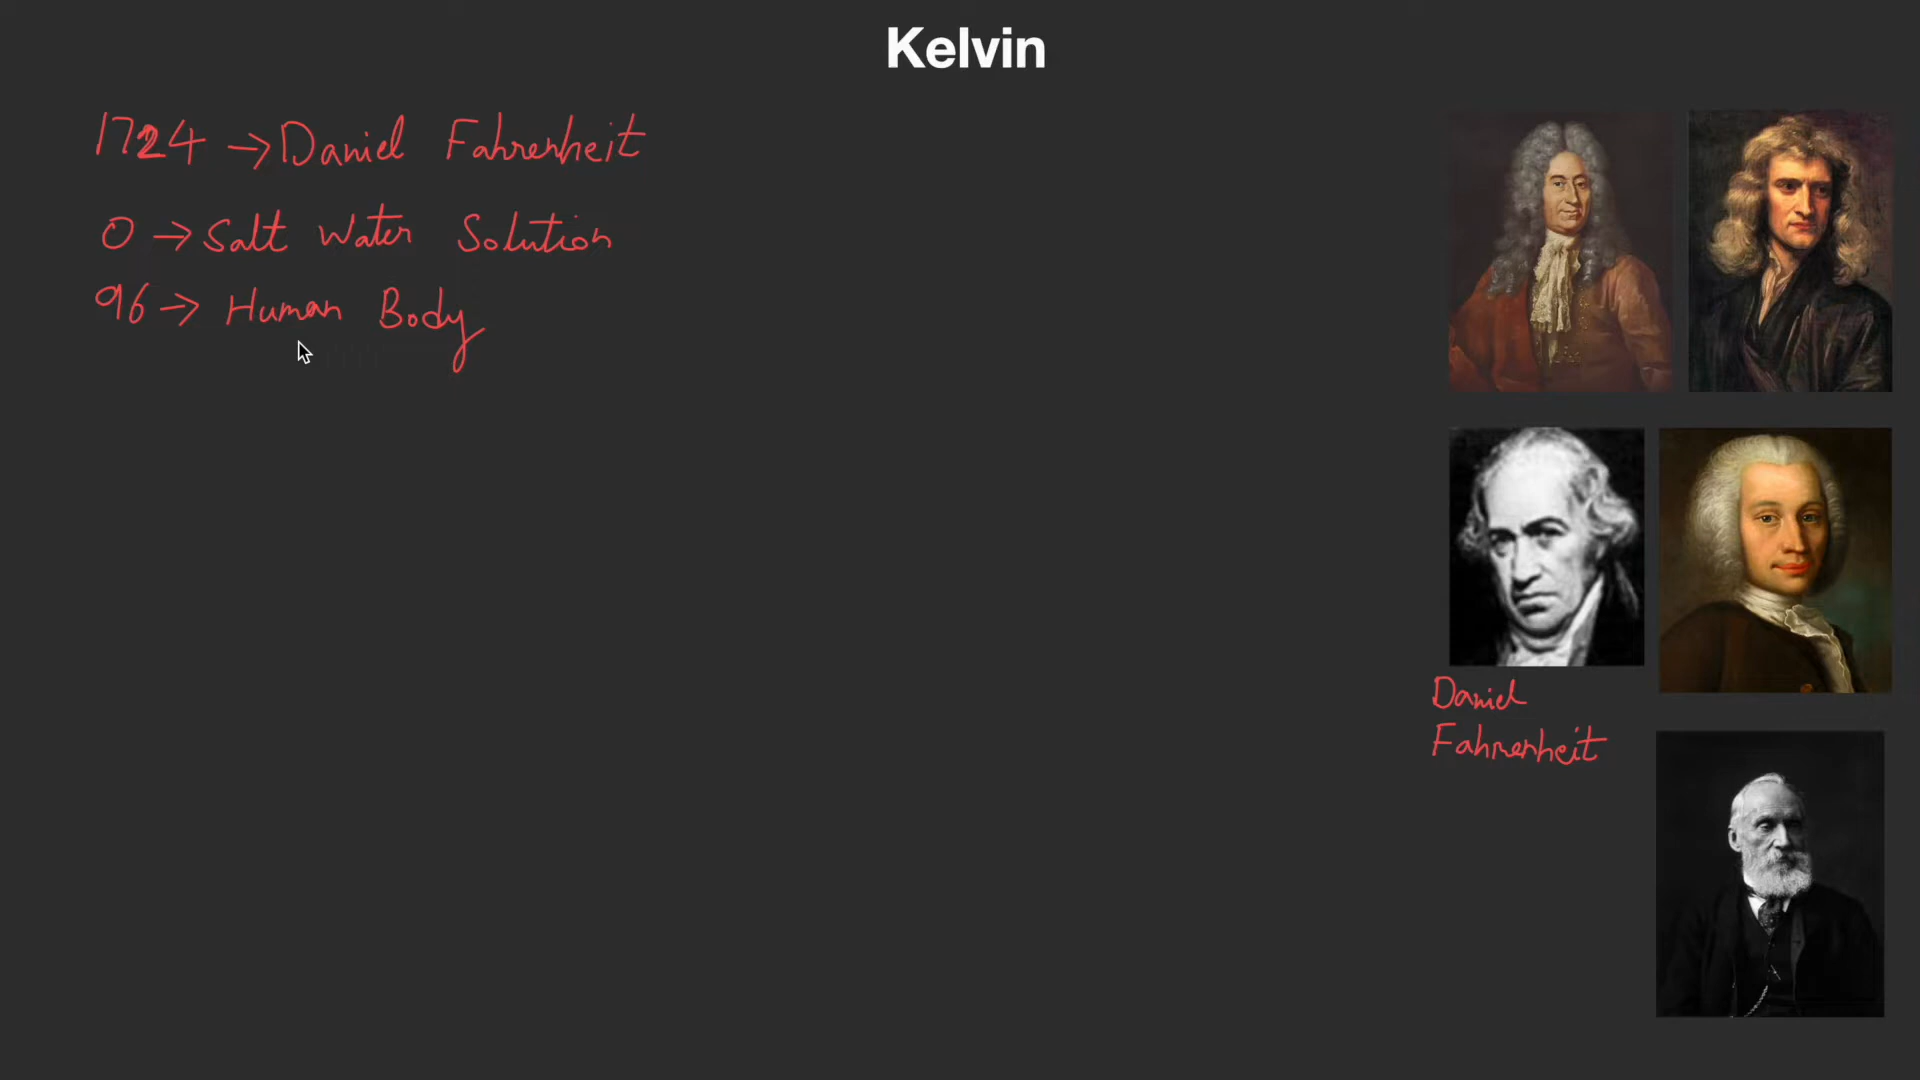 Kelvin
1724 → Daniel Fahrenheit
0 → Salt Water Solution
96 → Human Body
Daniel
Fahrenheit